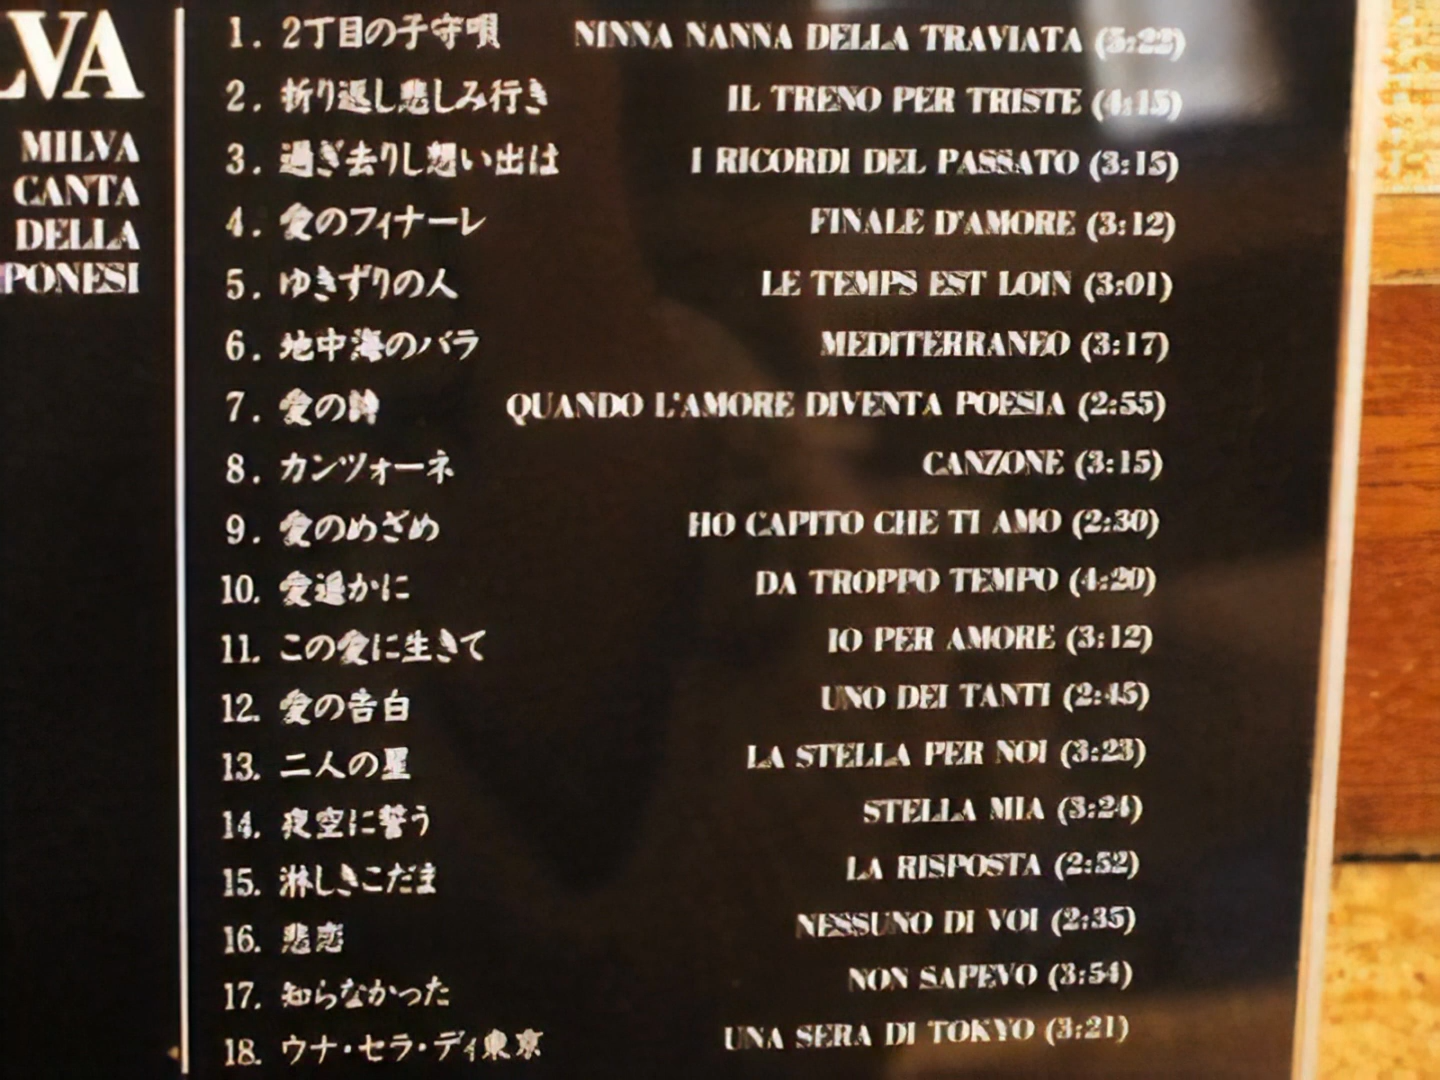 LVA
MILVA
CANTA
DELLA
PONESI
1. 2丁目の子守唄 NINNA NANNA DELLA TRAVIATA (3:22)
2. 折り返し悲しみ行き IL TRENO PER TRISTE (4:15)
3. 過ぎ去りし想い出は I RICORDI DEL PASSATO (3:15)
4. 愛のフィナーレ FINALE D'AMORE (3:12)
5. ゆきずりの人 LE TEMPS EST LOIN (3:01)
6. 地中海のバラ MEDITERRANEO (3:17)
7. 愛の詩 QUANDO L'AMORE DIVENTA POESIA (2:55)
8. カンツォーネ CANZONE (3:15)
9. 愛のめざめ HO CAPITO CHE TI AMO (2:30)
10. 愛遥かに DA TROPPO TEMPO (4:20)
11. この愛に生きて IO PER AMORE (3:12)
12. 愛の告白 UNO DEI TANTI (2:45)
13. 二人の星 LA STELLA PER NOI (3:23)
14. 夜空に誓う STELLA MIA (3:24)
15. 淋しきこだま LA RISPOSTA (2:52)
16. 悲恋 NESSUNO DI VOI (2:35)
17. 知らなかった NON SAPEVO (3:54)
18. ウナ・セラ・ディ東京 UNA SERA DI TOKYO (3:21)